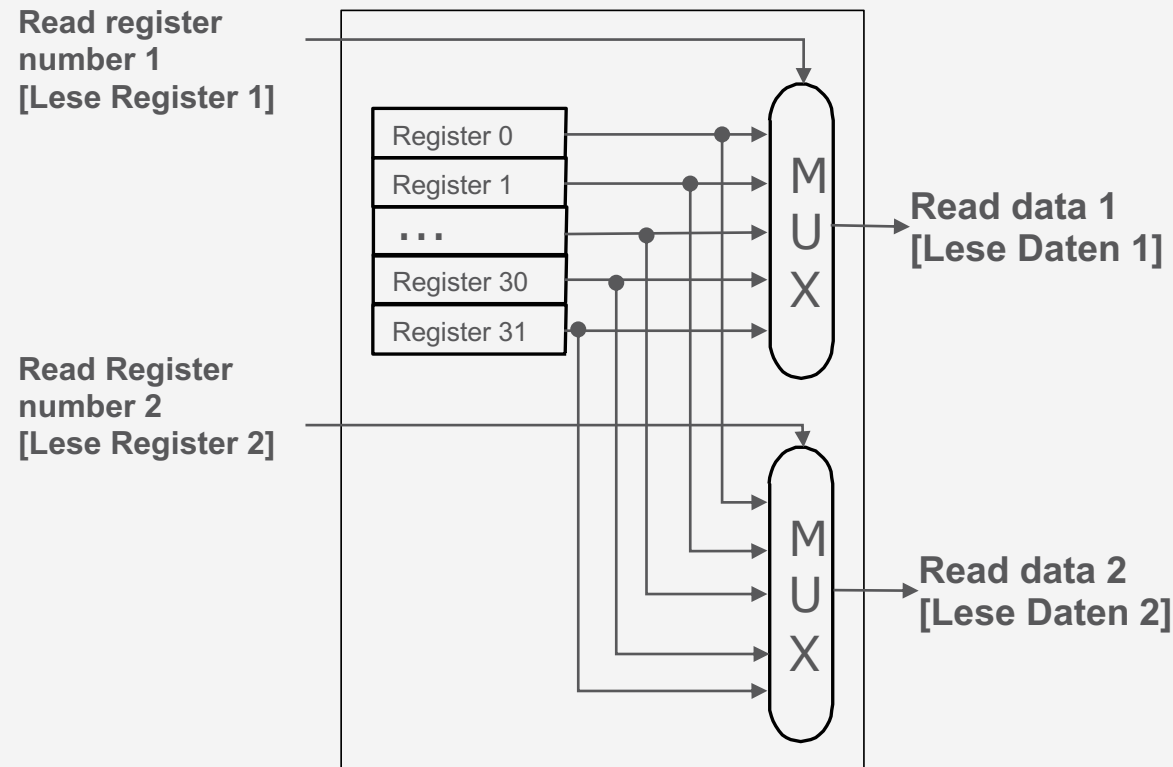 Read register
number 1
[Lese Register 1]
Register 0
Register 1
...
Register 30
Register 31
M
U
X
Read data 1
[Lese Daten 1]
Read Register
number 2
[Lese Register 2]
M
U
X
Read data 2
[Lese Daten 2]